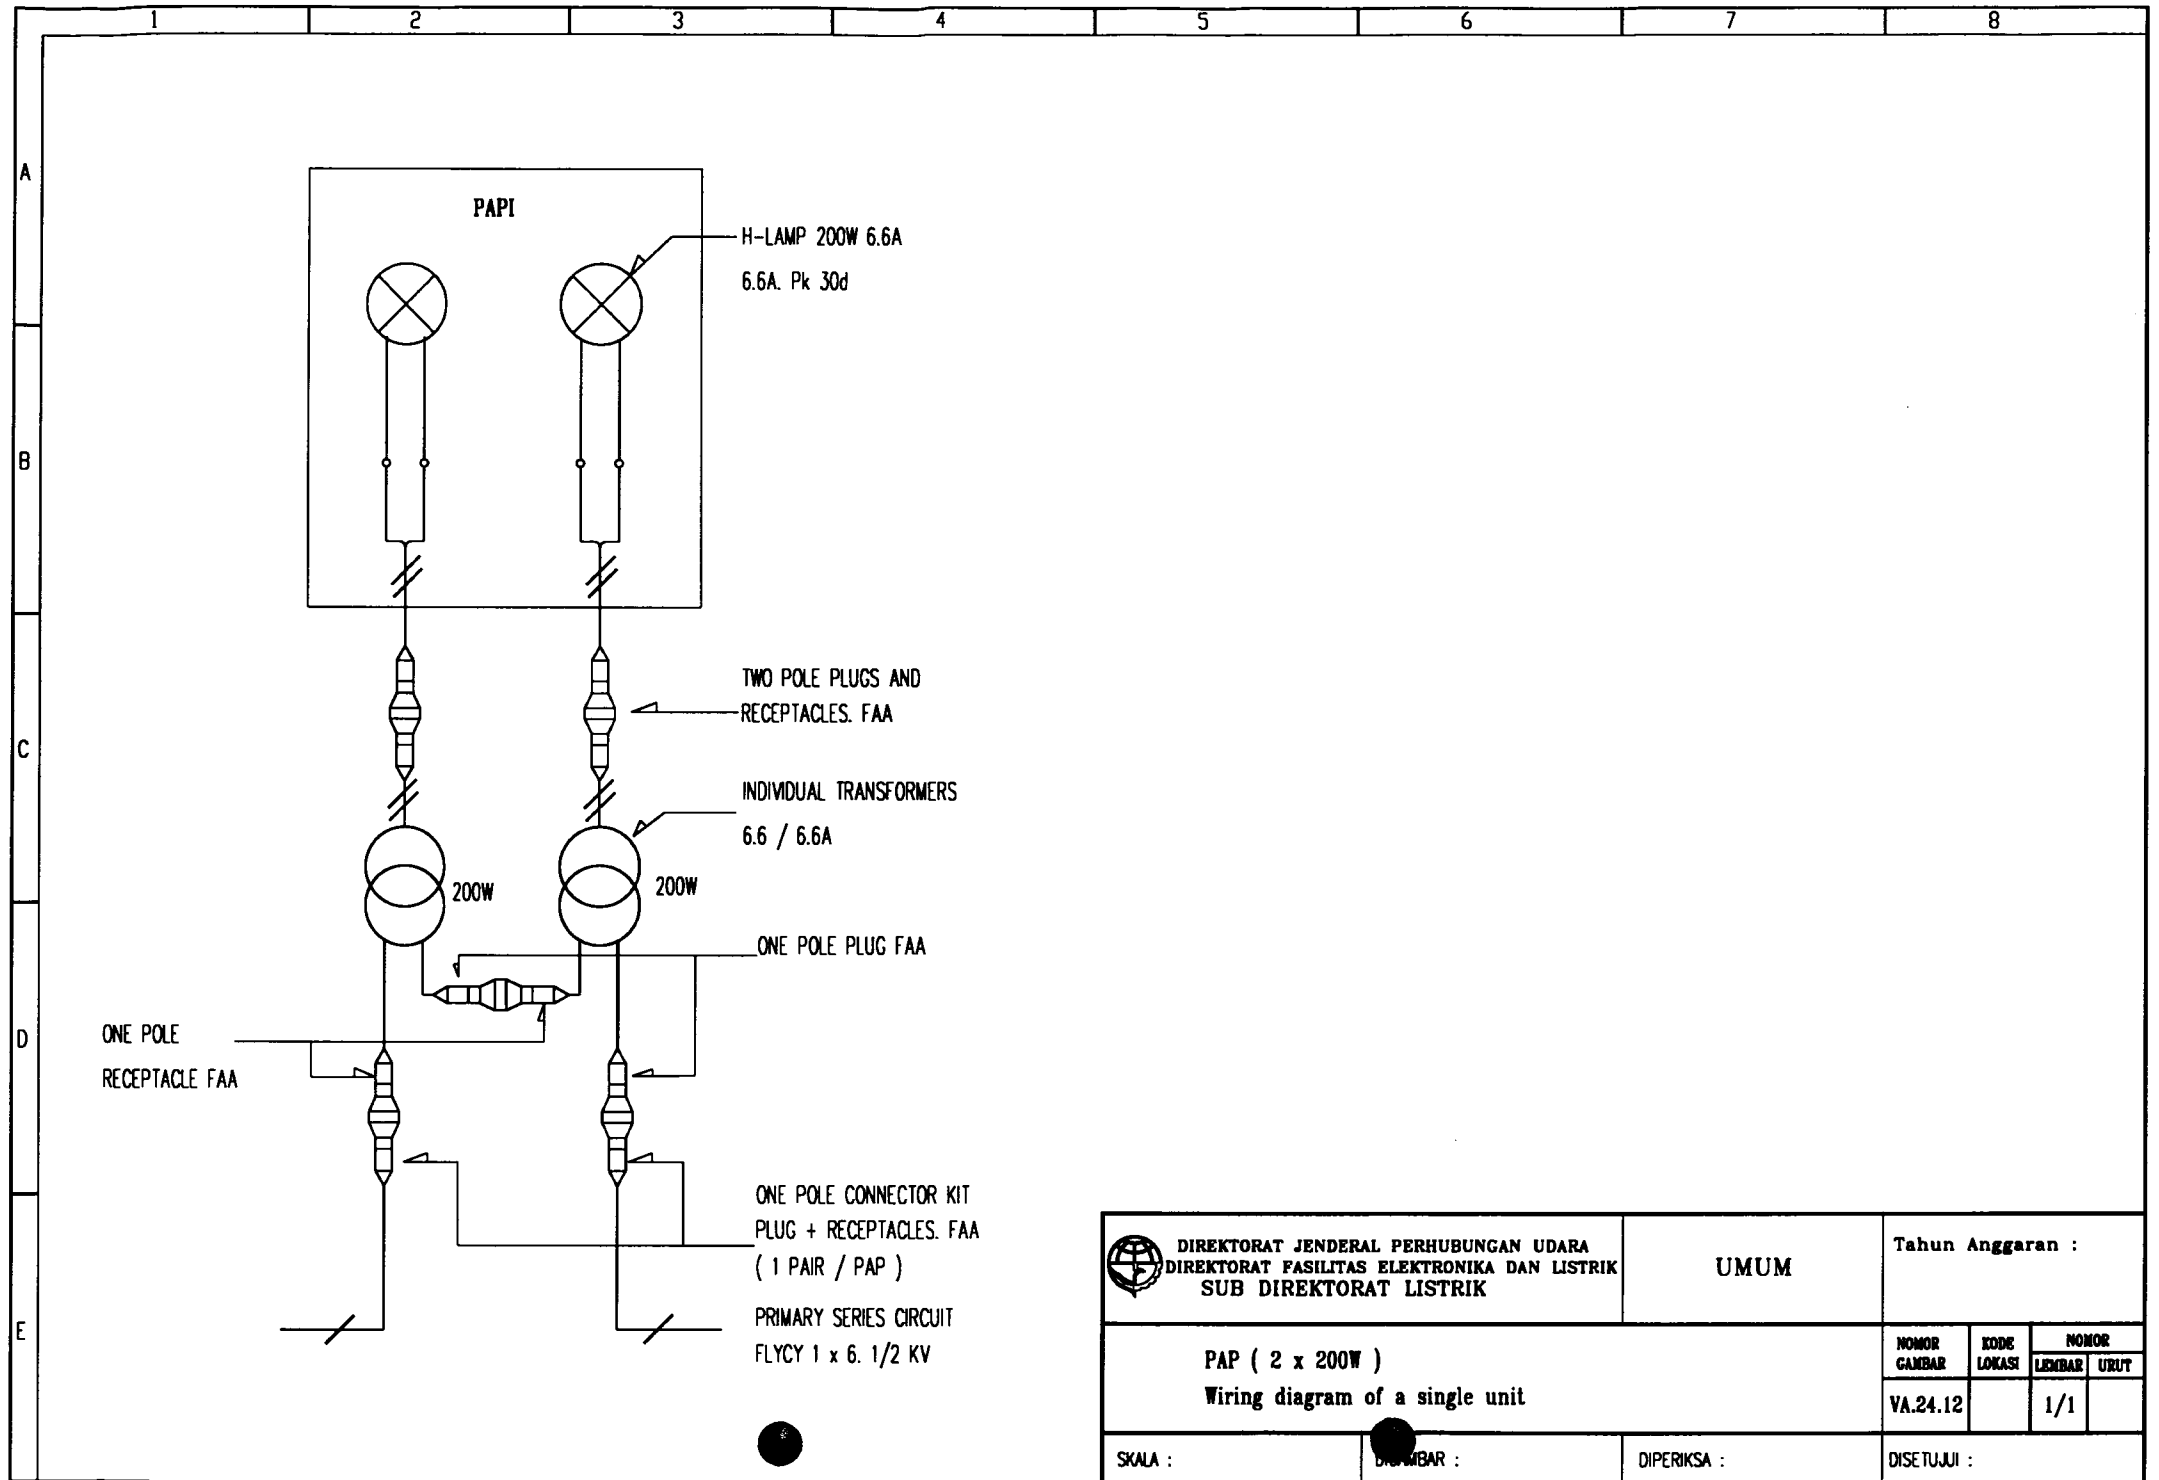 1 2 3 4 5 6 7 8
A
PAPI
H-LAMP 200W 6.6A
6.6A. Pk 30d
B
TWO POLE PLUGS AND
RECEPTACLES. FAA
C
INDIVIDUAL TRANSFORMERS
6.6 / 6.6A
200W 200W
ONE POLE PLUG FAA
D
ONE POLE
RECEPTACLE FAA
ONE POLE CONNECTOR KIT
PLUG + RECEPTACLES. FAA
( 1 PAIR / PAP )
E
PRIMARY SERIES CIRCUIT
FLYCY 1 x 6. 1/2 KV
DIREKTORAT JENDERAL PERHUBUNGAN UDARA
DIREKTORAT FASILITAS ELEKTRONIKA DAN LISTRIK
SUB DIREKTORAT LISTRIK
UMUM
Tahun Anggaran :
PAP ( 2 x 200W )
Wiring diagram of a single unit
NOMOR
GAMBAR
KODE
LOKASI
NOMOR
LEMBAR URUT
VA.24.12 1/1
SKALA :
DIPERIKSA :
DISETUJUI :